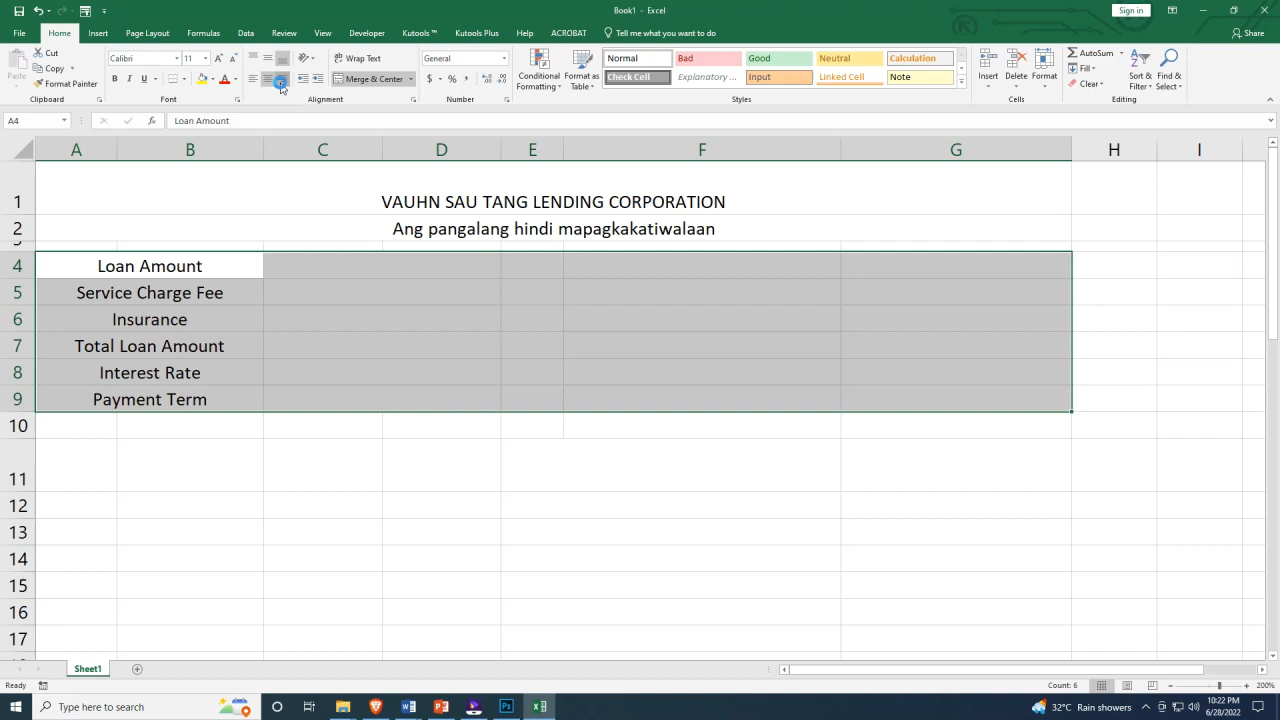 Book1 - Excel
Sign in
File Home Insert Page Layout Formulas Data Review View Developer Kutools ™ Kutools Plus Help ACROBAT Tell me what you want to do Share
Cut Calibri 11 Wrap Text General Normal Bad Good Neutral Calculation AutoSum
Paste Copy Conditional Format as Insert Delete Format Fill Sort & Find &
Format Painter B I U Merge & Center $ % Formatting Table Check Cell Explanatory ... Input Linked Cell Note Clear Filter Select
Clipboard Font Alignment Number Styles Cells Editing
A4 fx Loan Amount
A B C D E F G H I
1 VAUHN SAU TANG LENDING CORPORATION
2 Ang pangalang hindi mapagkakatiwalaan
4 Loan Amount
5 Service Charge Fee
6 Insurance
7 Total Loan Amount
8 Interest Rate
9 Payment Term
10
11
12
13
14
15
16
17
Sheet1
Ready Count: 6 200%
Type here to search 32°C Rain showers 10:22 PM
6/28/2022